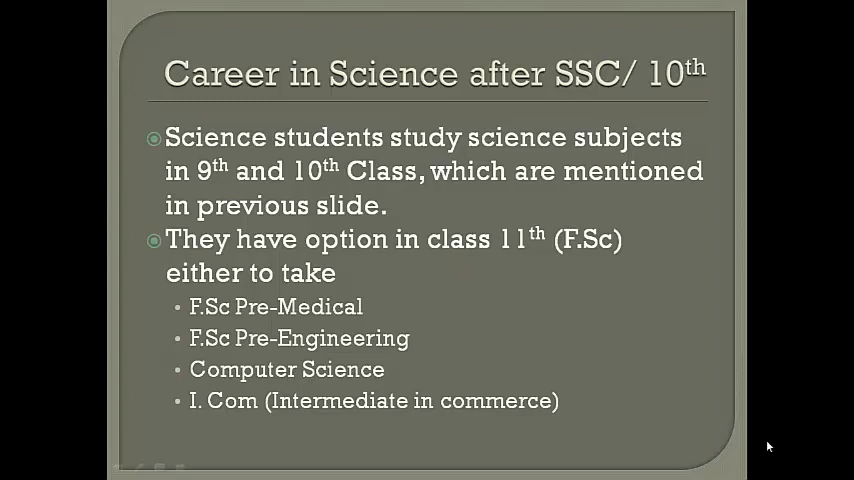 Career in Science after SSC/ 10th
Science students study science subjects
in 9th and 10th Class, which are mentioned
in previous slide.
They have option in class 11th (F.Sc)
either to take
• F.Sc Pre-Medical
• F.Sc Pre-Engineering
• Computer Science
• I. Com (Intermediate in commerce)